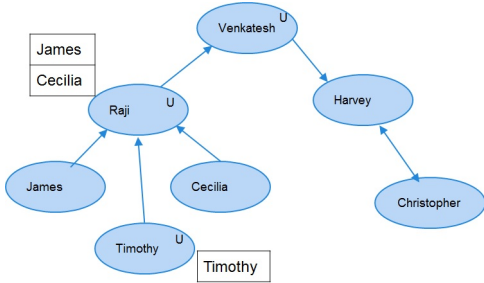 U
Venkatesh
James
Cecilia
U
Raji
Harvey
James
Cecilia
Christopher
U
Timothy
Timothy